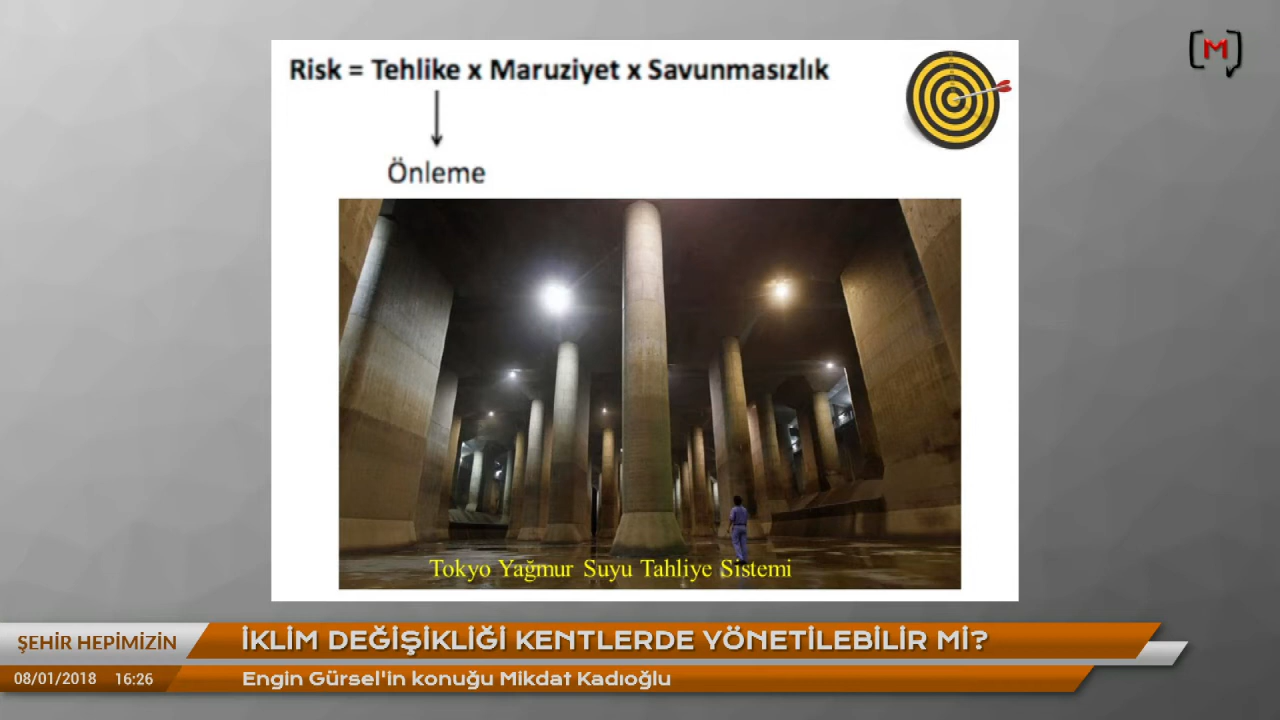 Risk = Tehlike x Maruziyet x Savunmasızlık
Önleme
Tokyo Yağmur Suyu Tahliye Sistemi
ŞEHİR HEPİMİZİN
İKLİM DEĞİŞİKLİĞİ KENTLERDE YÖNETİLEBİLİR Mİ?
08/01/2018 16:26
Engin Gürsel'in konuğu Mikdat Kadıoğlu
[M]